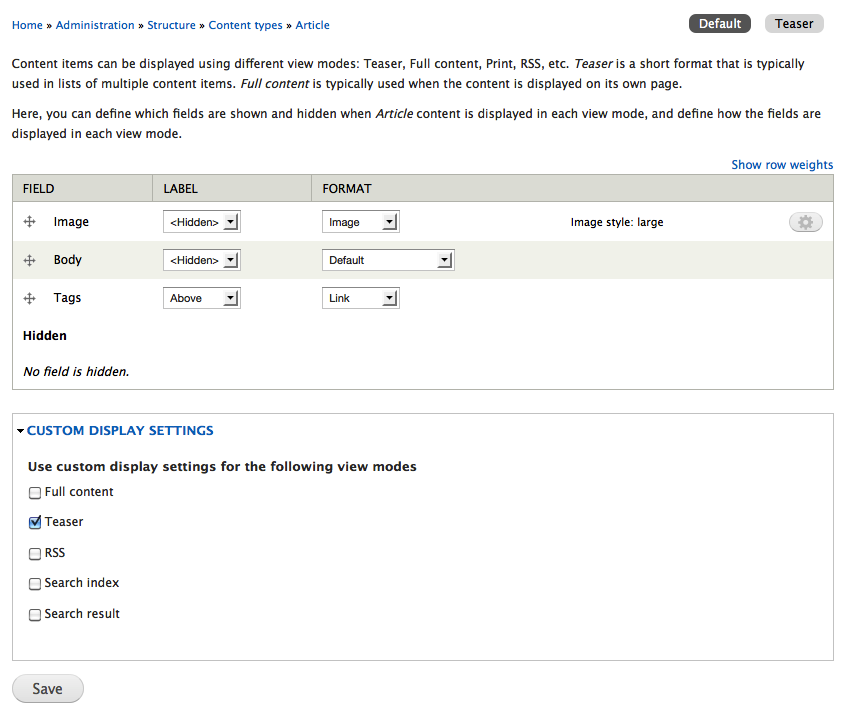 Home » Administration » Structure » Content types » Article
Default Teaser
Content items can be displayed using different view modes: Teaser, Full content, Print, RSS, etc. Teaser is a short format that is typically
used in lists of multiple content items. Full content is typically used when the content is displayed on its own page.
Here, you can define which fields are shown and hidden when Article content is displayed in each view mode, and define how the fields are
displayed in each view mode.
Show row weights
FIELD LABEL FORMAT
Image <Hidden> Image Image style: large
Body <Hidden> Default
Tags Above Link
Hidden
No field is hidden.
CUSTOM DISPLAY SETTINGS
Use custom display settings for the following view modes
Full content
Teaser
RSS
Search index
Search result
Save